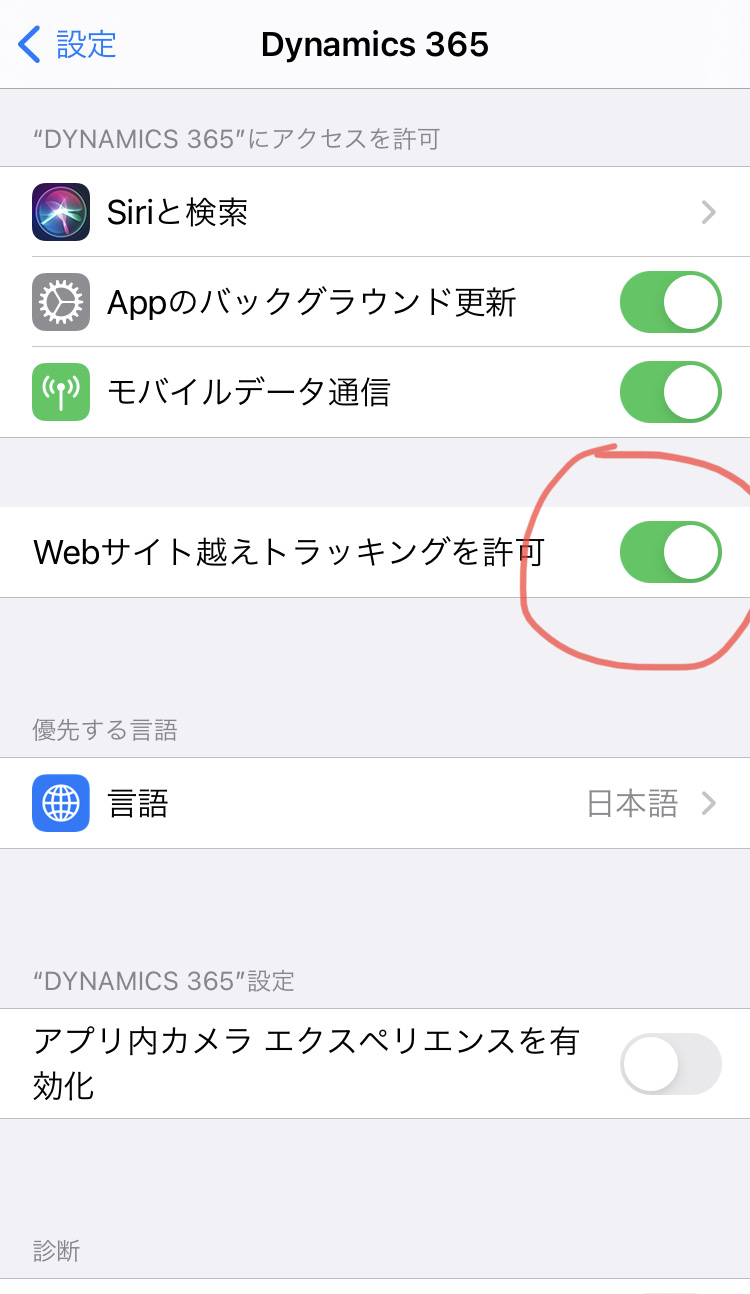 設定
Dynamics 365
“DYNAMICS 365”にアクセスを許可
Siriと検索
Appのバックグラウンド更新
モバイルデータ通信
Webサイト越えトラッキングを許可
優先する言語
言語
日本語
“DYNAMICS 365”設定
アプリ内カメラ エクスペリエンスを有
効化
診断